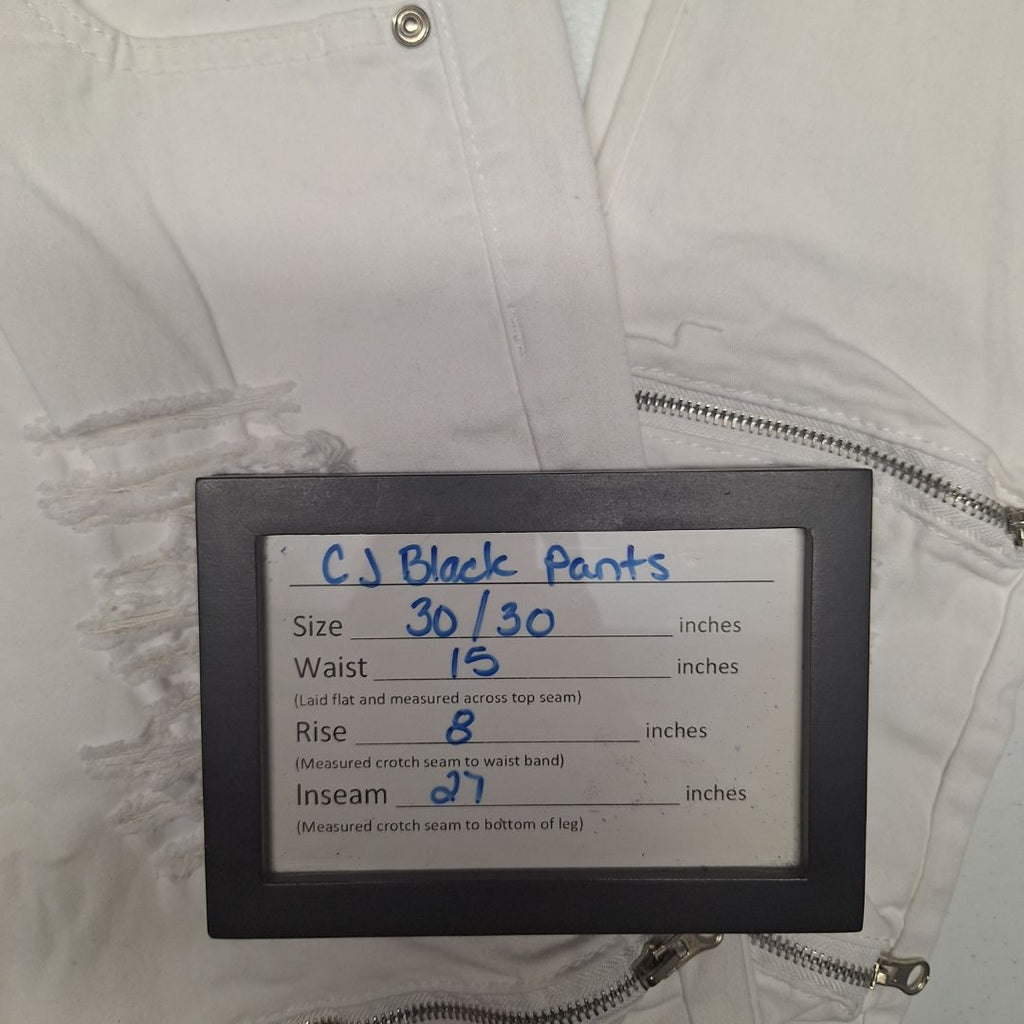 CJ Black Pants
Size 30/30 inches
Waist 15 inches
(Laid flat and measured across top seam)
Rise 8 inches
(Measured crotch seam to waist band)
Inseam 27 inches
(Measured crotch seam to bottom of leg)